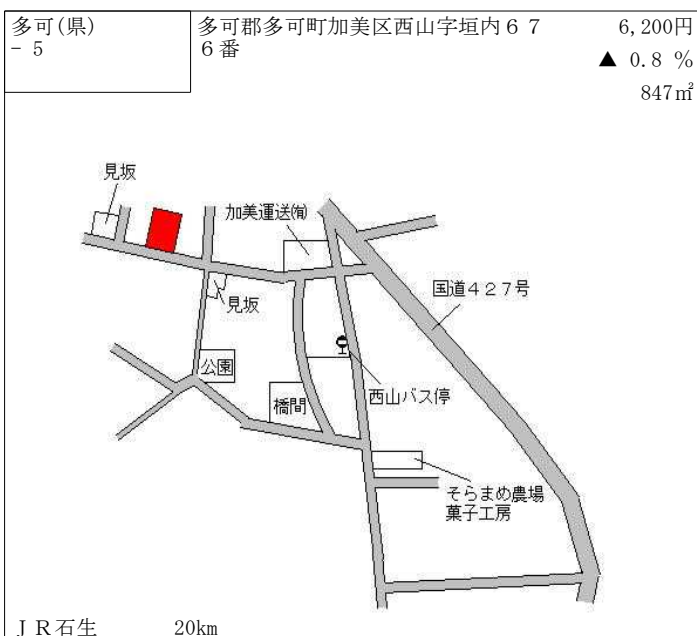 多可(県)
- 5
多可郡多可町加美区西山字垣内６７
６番
6,200円
▲ 0.8 %
847㎡
見坂
加美運送㈲
国道４２７号
見坂
公園
西山バス停
橋間
そらまめ農場
菓子工房
ＪＲ石生 20km